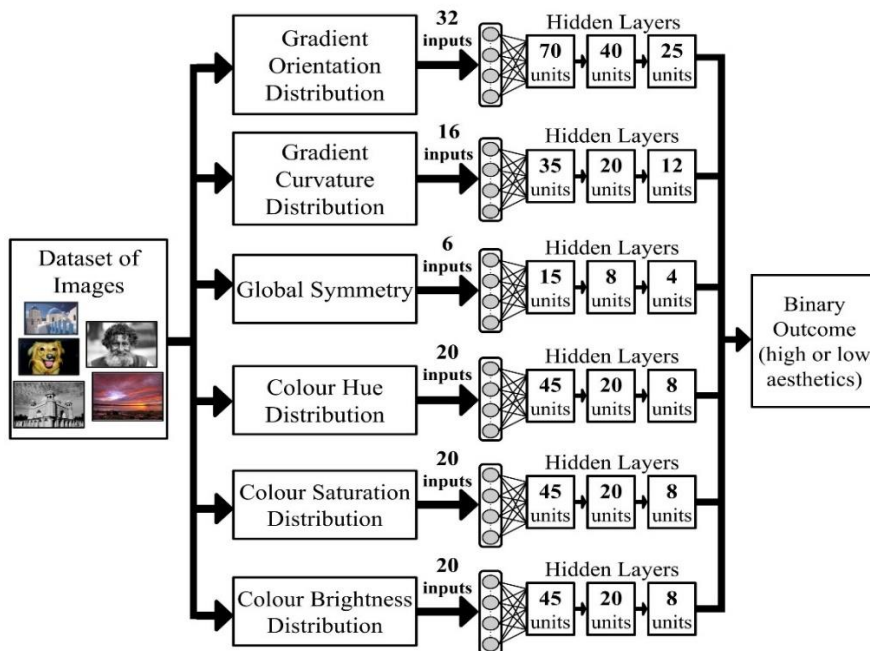 Dataset of
Images
Gradient
Orientation
Distribution
32
inputs
Hidden Layers
70
units
40
units
25
units
Gradient
Curvature
Distribution
16
inputs
Hidden Layers
35
units
20
units
12
units
Global Symmetry
6
inputs
Hidden Layers
15
units
8
units
4
units
Colour Hue
Distribution
20
inputs
Hidden Layers
45
units
20
units
8
units
Colour Saturation
Distribution
20
inputs
Hidden Layers
45
units
20
units
8
units
Colour Brightness
Distribution
20
inputs
Hidden Layers
45
units
20
units
8
units
Binary
Outcome
(high or low
aesthetics)